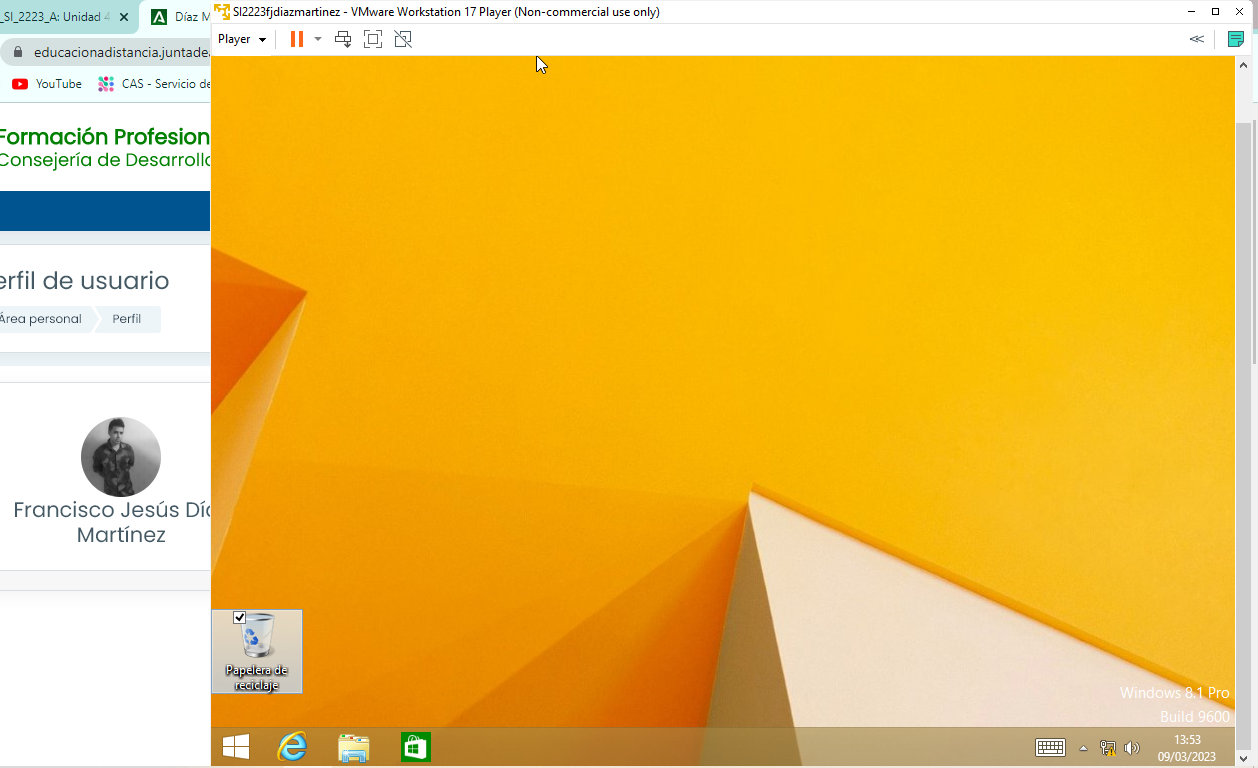 _SI_2223_A: Unidad 4
Díaz M
SI2223fjdiazmartinez - VMware Workstation 17 Player (Non-commercial use only)
educacionadistancia.juntadea
Player
YouTube
CAS - Servicio de
Formación Profesion
Consejería de Desarrollo
erfil de usuario
Área personal
Perfil
Francisco Jesús Día
Martínez
Papelera de
reciclaje
Windows 8.1 Pro
Build 9600
13:53
09/03/2023